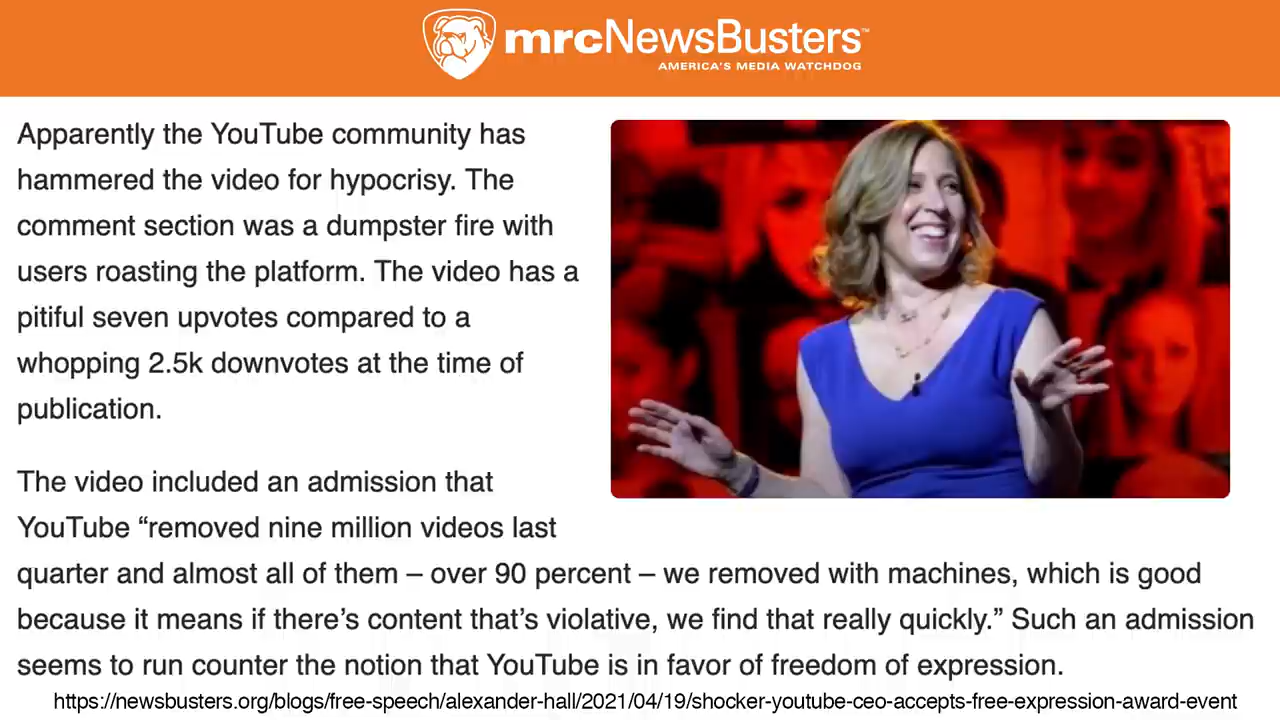 mrcNewsBusters™
AMERICA'S MEDIA WATCHDOG
Apparently the YouTube community has
hammered the video for hypocrisy. The
comment section was a dumpster fire with
users roasting the platform. The video has a
pitiful seven upvotes compared to a
whopping 2.5k downvotes at the time of
publication.
The video included an admission that
YouTube “removed nine million videos last
quarter and almost all of them – over 90 percent – we removed with machines, which is good
because it means if there’s content that’s violative, we find that really quickly.” Such an admission
seems to run counter the notion that YouTube is in favor of freedom of expression.
https://newsbusters.org/blogs/free-speech/alexander-hall/2021/04/19/shocker-youtube-ceo-accepts-free-expression-award-event